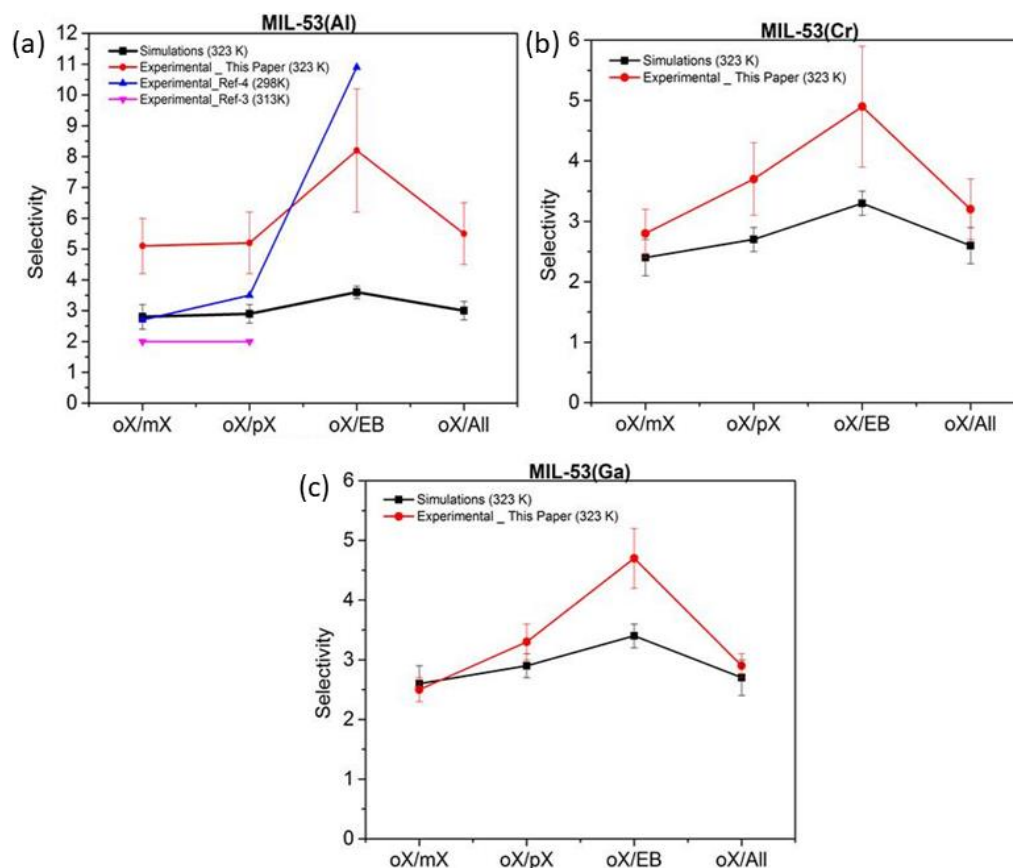 (a)
MIL-53(Al)
Simulations (323 K)
Experimental _ This Paper (323 K)
Experimental_Ref-4 (298K)
Experimental_Ref-3 (313K)
Selectivity
12
11
10
9
8
7
6
5
4
3
2
1
0
oX/mX oX/pX oX/EB oX/All
(b)
MIL-53(Cr)
Simulations (323 K)
Experimental _ This Paper (323 K)
Selectivity
6
5
4
3
2
1
0
oX/mX oX/pX oX/EB oX/All
(c)
MIL-53(Ga)
Simulations (323 K)
Experimental _ This Paper (323 K)
Selectivity
6
5
4
3
2
1
0
oX/mX oX/pX oX/EB oX/All